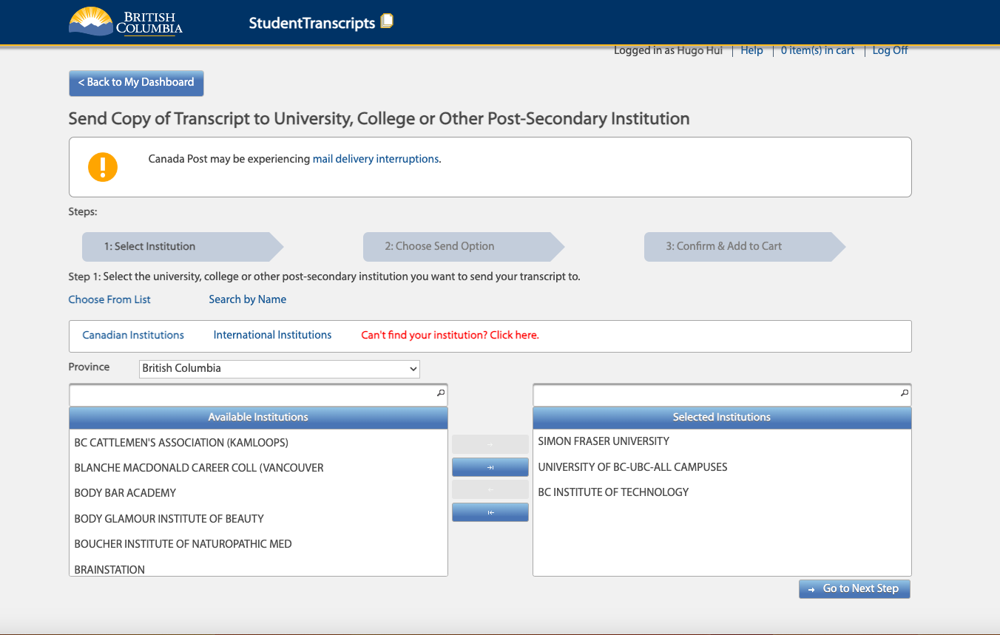 BRITISH
COLUMBIA
StudentTranscripts
Logged in as Hugo Hui | Help | 0 item(s) in cart | Log Off
< Back to My Dashboard
Send Copy of Transcript to University, College or Other Post-Secondary Institution
Canada Post may be experiencing mail delivery interruptions.
Steps:
1: Select Institution
2: Choose Send Option
3: Confirm & Add to Cart
Step 1: Select the university, college or other post-secondary institution you want to send your transcript to.
Choose From List Search by Name
Canadian Institutions International Institutions Can't find your institution? Click here.
Province British Columbia
Available Institutions
BC CATTLEMEN'S ASSOCIATION (KAMLOOPS)
BLANCHE MACDONALD CAREER COLL (VANCOUVER
BODY BAR ACADEMY
BODY GLAMOUR INSTITUTE OF BEAUTY
BOUCHER INSTITUTE OF NATUROPATHIC MED
BRAINSTATION
Selected Institutions
SIMON FRASER UNIVERSITY
UNIVERSITY OF BC-UBC-ALL CAMPUSES
BC INSTITUTE OF TECHNOLOGY
Go to Next Step